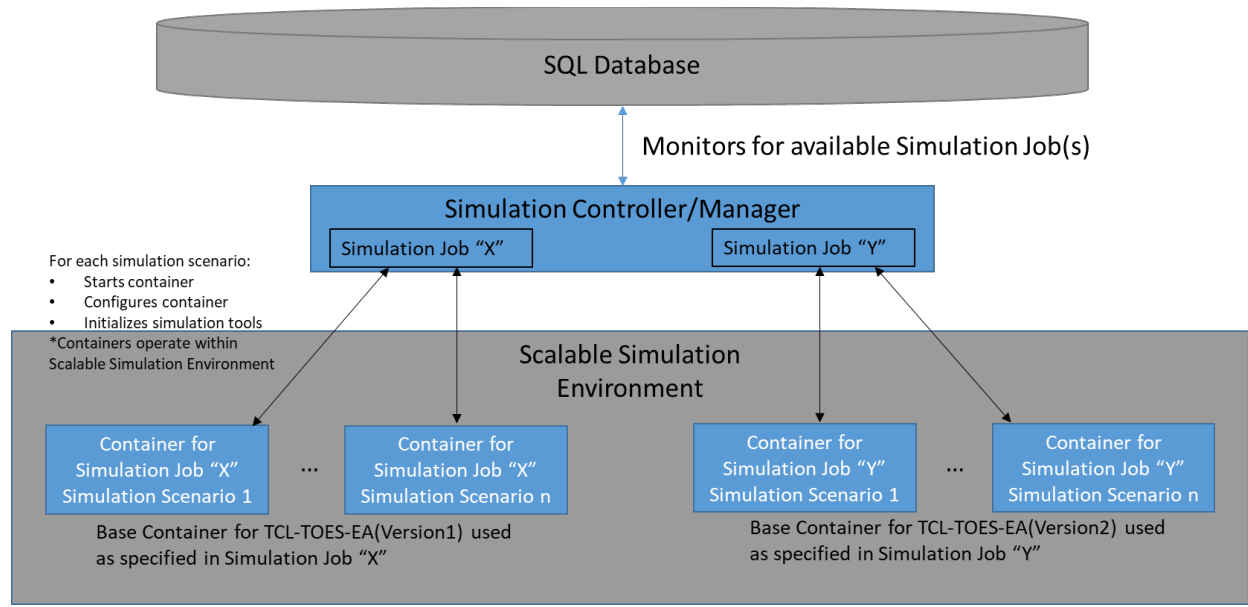 SQL Database
Monitors for available Simulation Job(s)
Simulation Controller/Manager
Simulation Job “X”
Simulation Job “Y”
For each simulation scenario:
• Starts container
• Configures container
• Initializes simulation tools
*Containers operate within
Scalable Simulation Environment
Scalable Simulation
Environment
Container for
Simulation Job “X”
Simulation Scenario 1
...
Container for
Simulation Job “X”
Simulation Scenario n
Container for
Simulation Job “Y”
Simulation Scenario 1
...
Container for
Simulation Job “Y”
Simulation Scenario n
Base Container for TCL-TOES-EA(Version1) used
as specified in Simulation Job “X”
Base Container for TCL-TOES-EA(Version2) used
as specified in Simulation Job “Y”